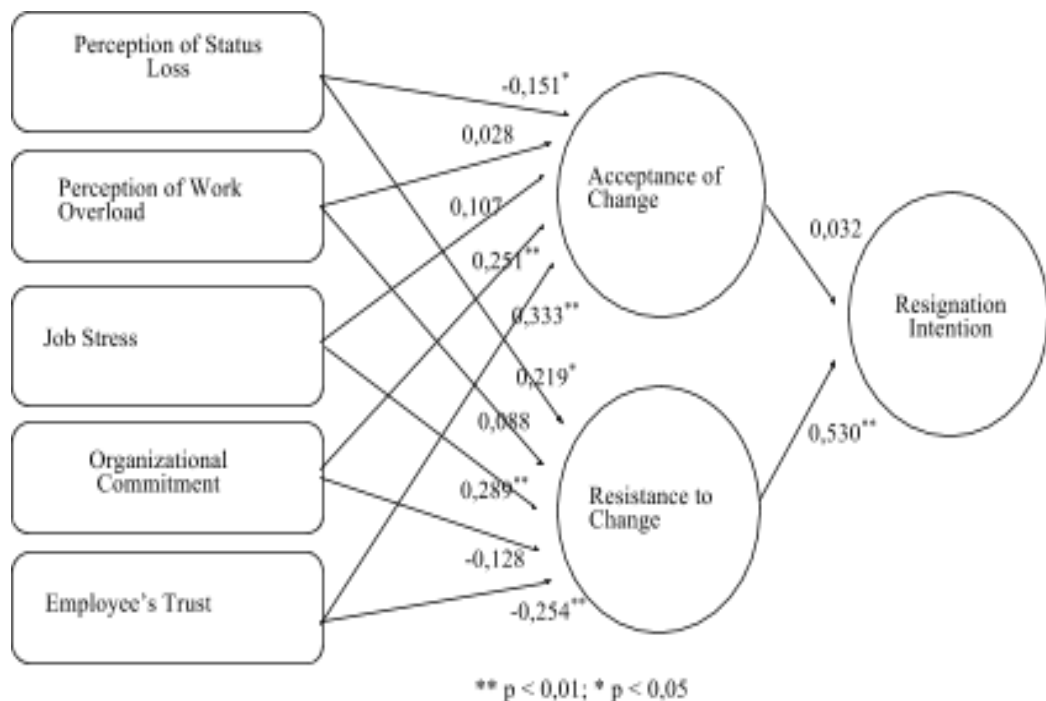 Perception of Status
Loss
Perception of Work
Overload
Job Stress
Organizational
Commitment
Employee’s Trust
-0,151*
0,028
0,107
0,251**
0,333**
0,219*
0,088
0,289**
-0,128
-0,254**
Acceptance of
Change
Resistance to
Change
0,032
0,530**
Resignation
Intention
** p < 0,01; * p < 0,05